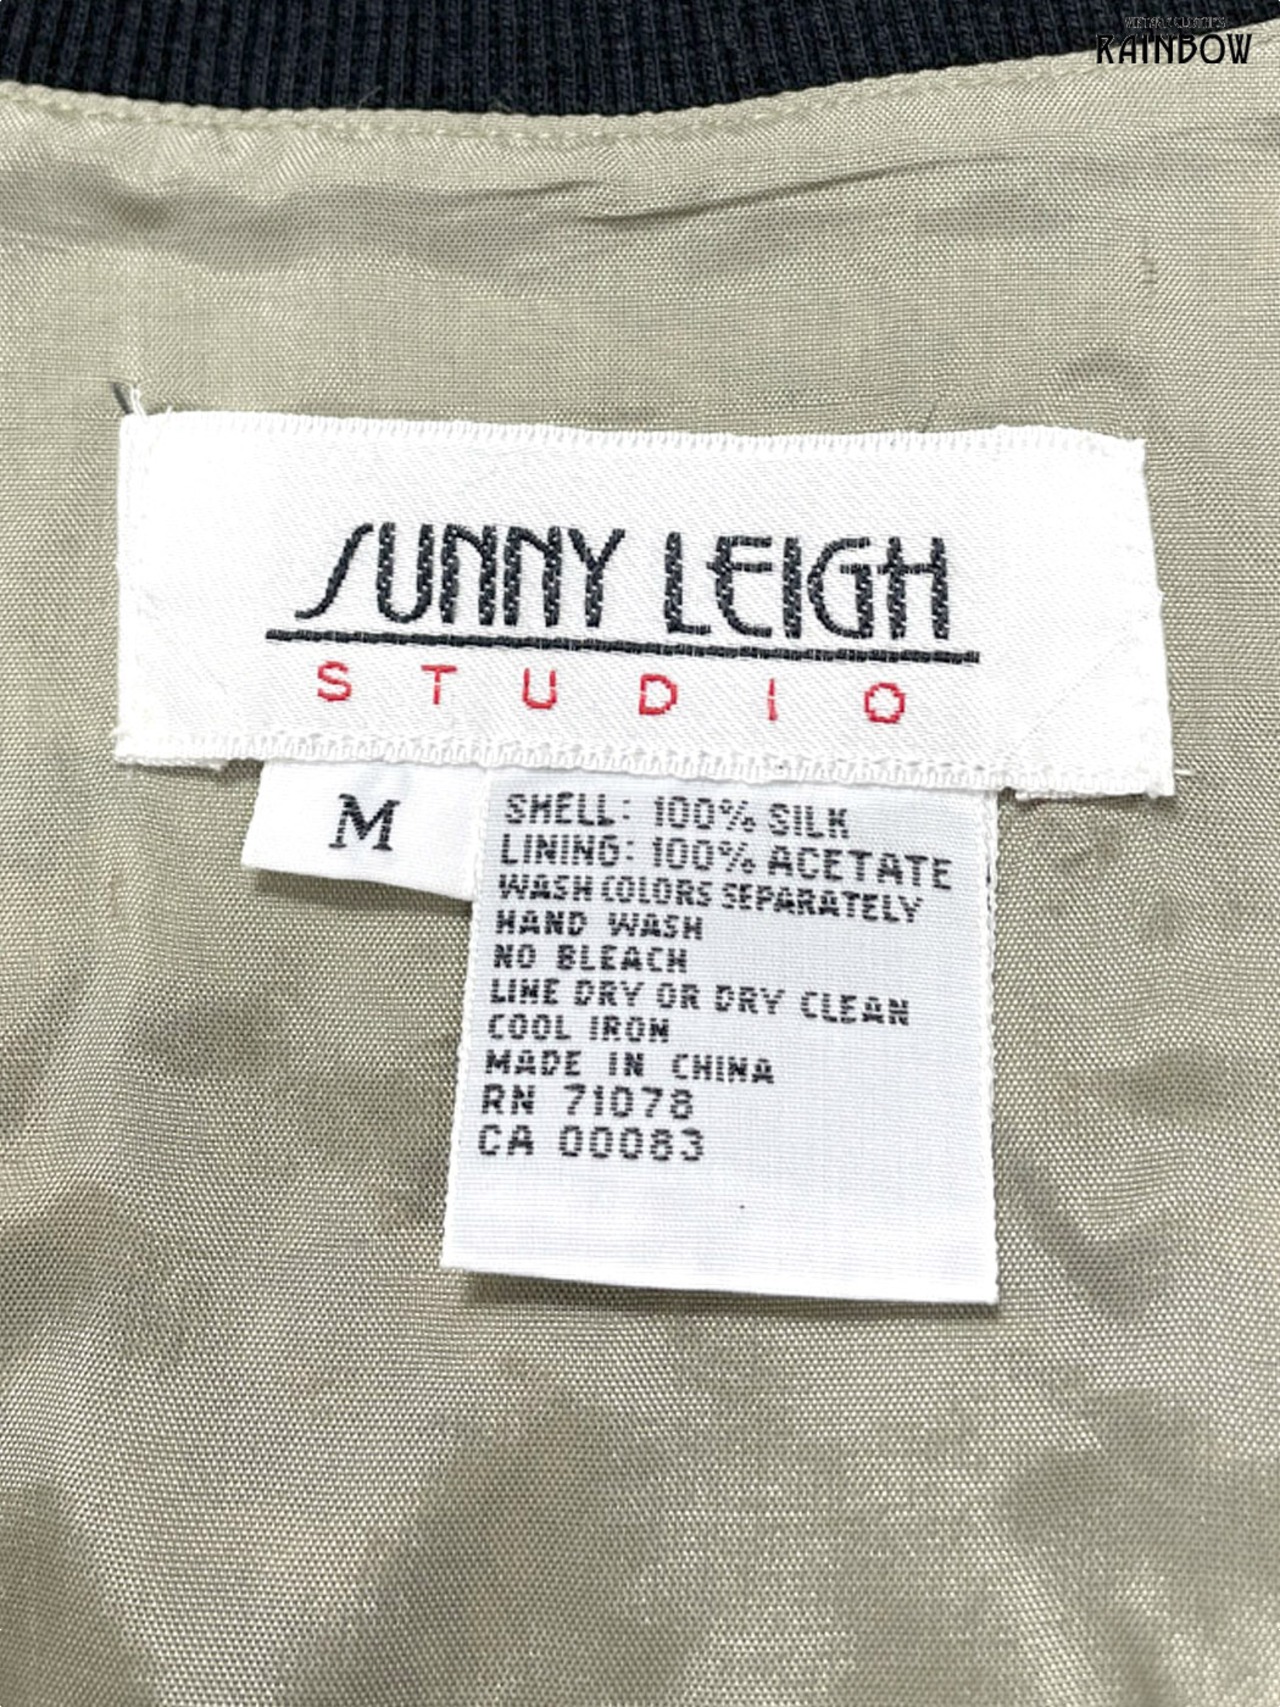 RAINBOW
SUNNY LEIGH
STUDIO
M
SHELL: 100% SILK
LINING: 100% ACETATE
WASH COLORS SEPARATELY
HAND WASH
NO BLEACH
LINE DRY OR DRY CLEAN
COOL IRON
MADE IN CHINA
RN 71078
CA 00083